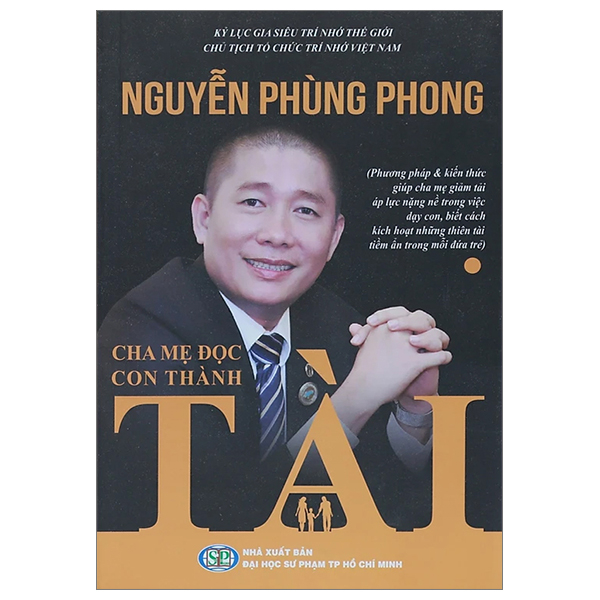 KỶ LỤC GIA SIÊU TRÍ NHỚ THẾ GIỚI
CHỦ TỊCH TỔ CHỨC TRÍ NHỚ VIỆT NAM
NGUYỄN PHÙNG PHONG
(Phương pháp & kiến thức
giúp cha mẹ giảm tải
áp lực nặng nề trong việc
dạy con, biết cách
kích hoạt những thiên tài
tiềm ẩn trong mỗi đứa trẻ)
CHA MẸ ĐỌC
CON THÀNH
TÀI
SP
NHÀ XUẤT BẢN
ĐẠI HỌC SƯ PHẠM TP HỒ CHÍ MINH